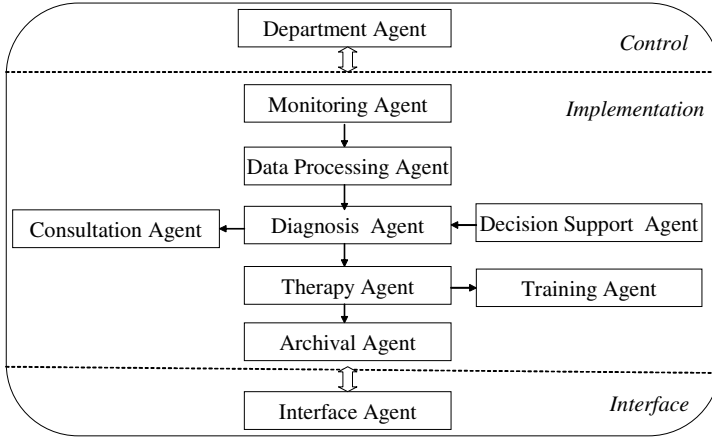 Department Agent
Control
Monitoring Agent
Implementation
Data Processing Agent
Consultation Agent
Diagnosis Agent
Decision Support Agent
Therapy Agent
Training Agent
Archival Agent
Interface Agent
Interface